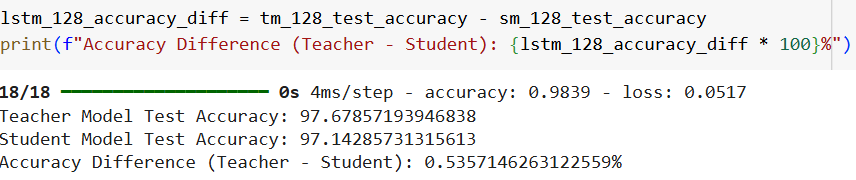 lstm_128_accuracy_diff = tm_128_test_accuracy - sm_128_test_accuracy
print(f"Accuracy Difference (Teacher - Student): {lstm_128_accuracy_diff * 100}%")
18/18 ━━━━━━━━━━━━━━━━━━━━ 0s 4ms/step - accuracy: 0.9839 - loss: 0.0517
Teacher Model Test Accuracy: 97.67857193946838
Student Model Test Accuracy: 97.14285731315613
Accuracy Difference (Teacher - Student): 0.5357146263122559%